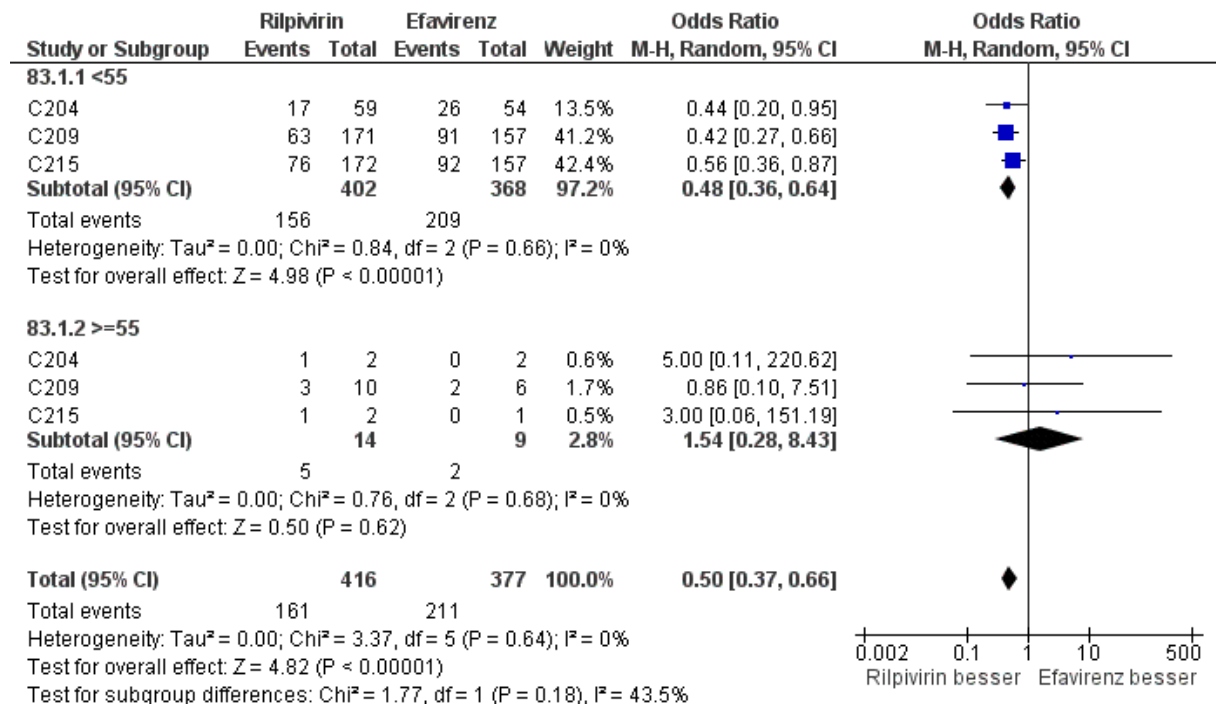 Rilpivirin Efavirenz Odds Ratio Odds Ratio
Study or Subgroup Events Total Events Total Weight M-H, Random, 95% CI M-H, Random, 95% CI
83.1.1 <55
C204 17 59 26 54 13.5% 0.44 [0.20, 0.95]
C209 63 171 91 157 41.2% 0.42 [0.27, 0.66]
C215 76 172 92 157 42.4% 0.56 [0.36, 0.87]
Subtotal (95% CI) 402 368 97.2% 0.48 [0.36, 0.64]
Total events 156 209
Heterogeneity: Tau² = 0.00; Chi² = 0.84, df = 2 (P = 0.66); I² = 0%
Test for overall effect: Z = 4.98 (P < 0.00001)
83.1.2 >=55
C204 1 2 0 2 0.6% 5.00 [0.11, 220.62]
C209 3 10 2 6 1.7% 0.86 [0.10, 7.51]
C215 1 2 0 1 0.5% 3.00 [0.06, 151.19]
Subtotal (95% CI) 14 9 2.8% 1.54 [0.28, 8.43]
Total events 5 2
Heterogeneity: Tau² = 0.00; Chi² = 0.76, df = 2 (P = 0.68); I² = 0%
Test for overall effect: Z = 0.50 (P = 0.62)
Total (95% CI) 416 377 100.0% 0.50 [0.37, 0.66]
Total events 161 211
Heterogeneity: Tau² = 0.00; Chi² = 3.37, df = 5 (P = 0.64); I² = 0%
Test for overall effect: Z = 4.82 (P < 0.00001)
Test for subgroup differences: Chi² = 1.77, df = 1 (P = 0.18), I² = 43.5%
0.002 0.1 1 10 500
Rilpivirin besser Efavirenz besser